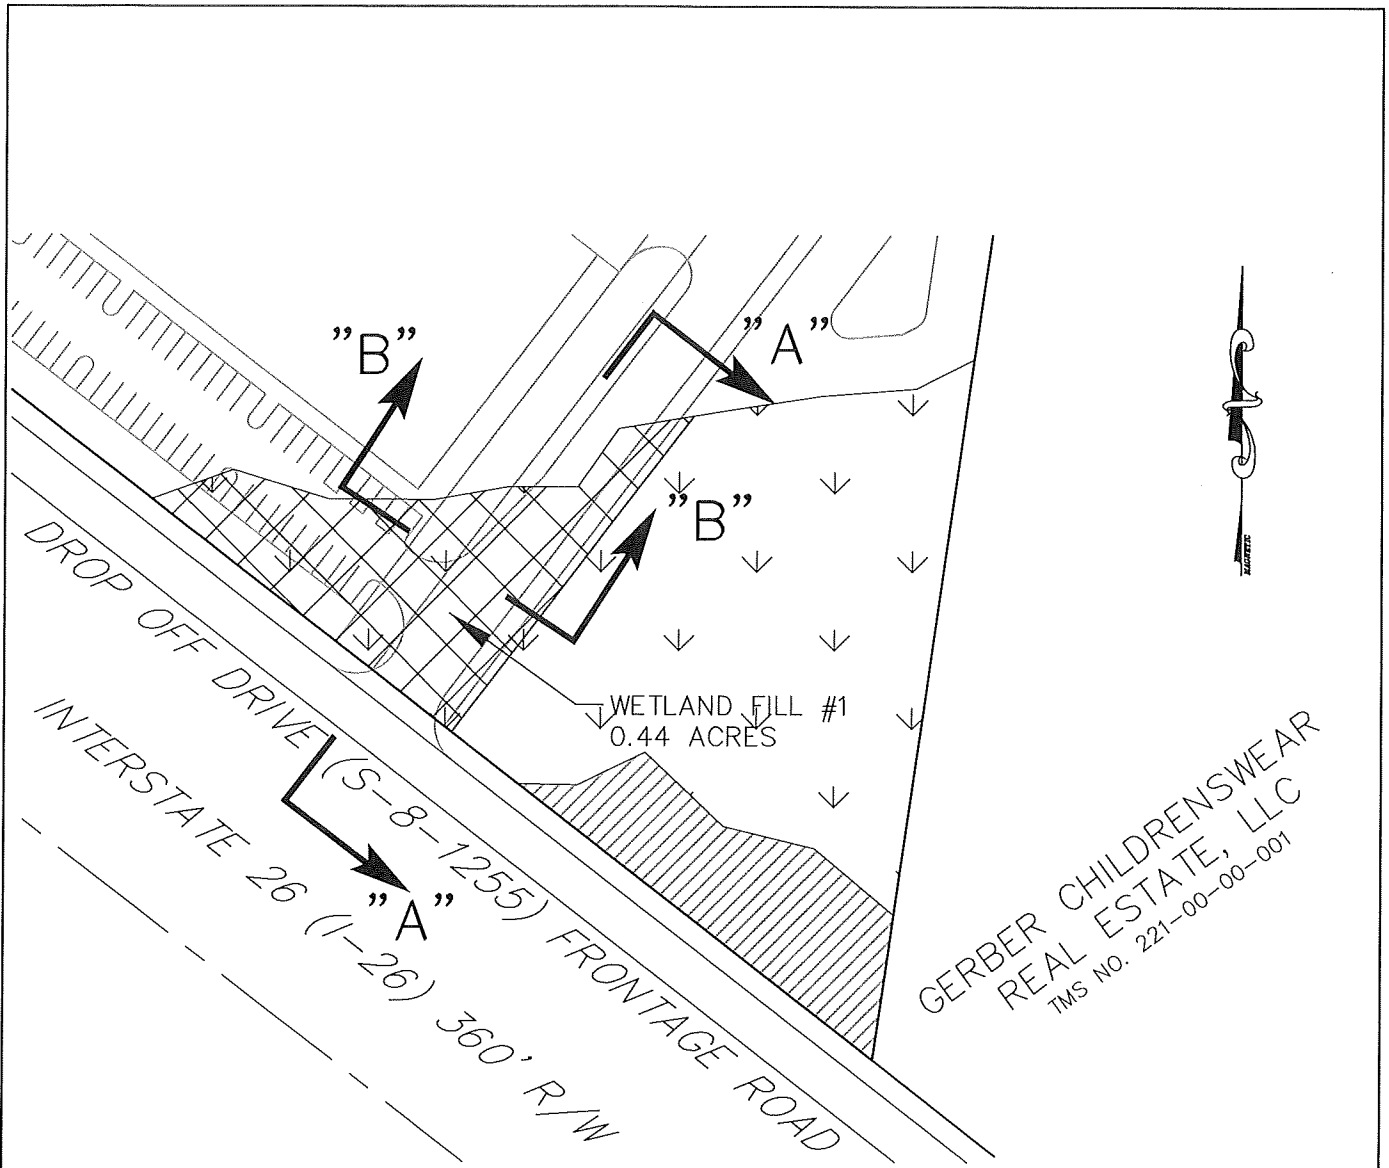 "B"
"A"
"B"
MAGNETIC
WETLAND FILL #1
0.44 ACRES
DROP OFF DRIVE (S-8-1255) FRONTAGE ROAD
INTERSTATE 26 (I-26) 360' R/W
"A"
GERBER CHILDRENSWEAR
REAL ESTATE, LLC
TMS NO. 221-00-00-001